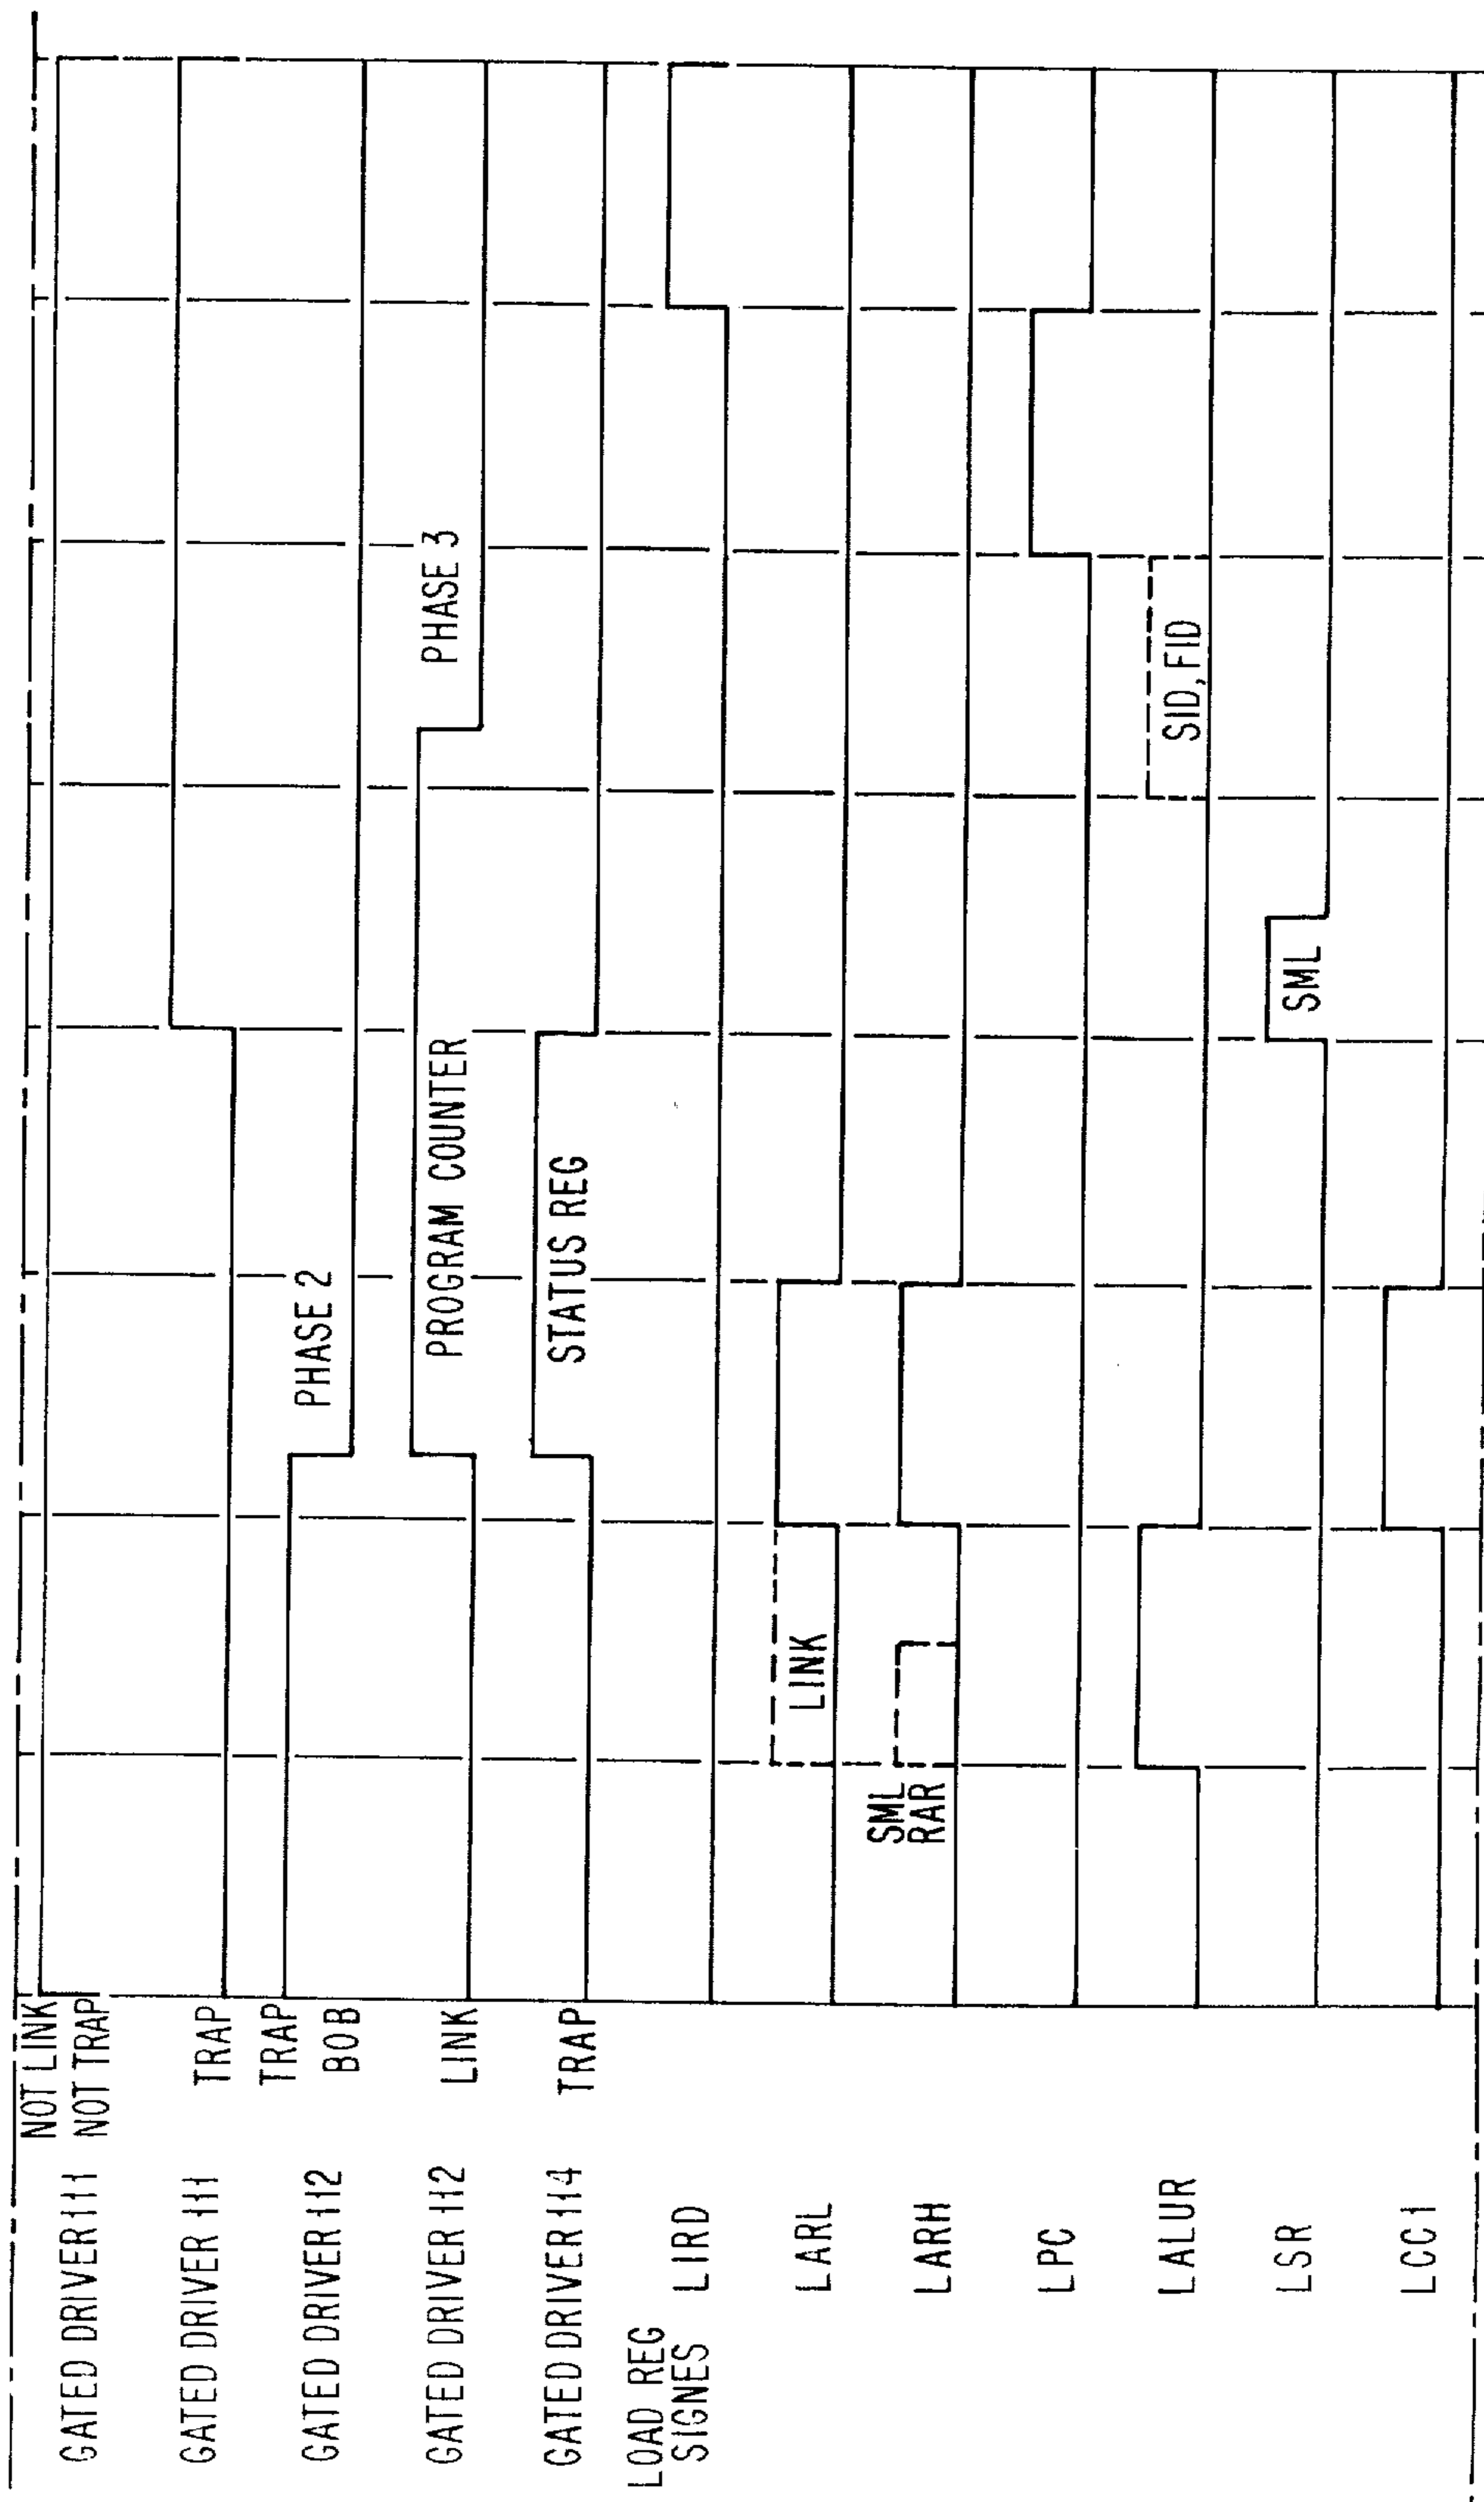 NOT LINK
GATED DRIVER 111 NOT TRAP
GATED DRIVER 111 TRAP
TRAP
GATED DRIVER 112 BOB PHASE 2
GATED DRIVER 112 LINK PROGRAM COUNTER PHASE 3
GATED DRIVER 114 TRAP STATUS REG
LOAD REG
SIGNES LIRD
LARL LINK
SML
LARH RAR
LPC
LALUR SID, FID
LSR SML
LCC1